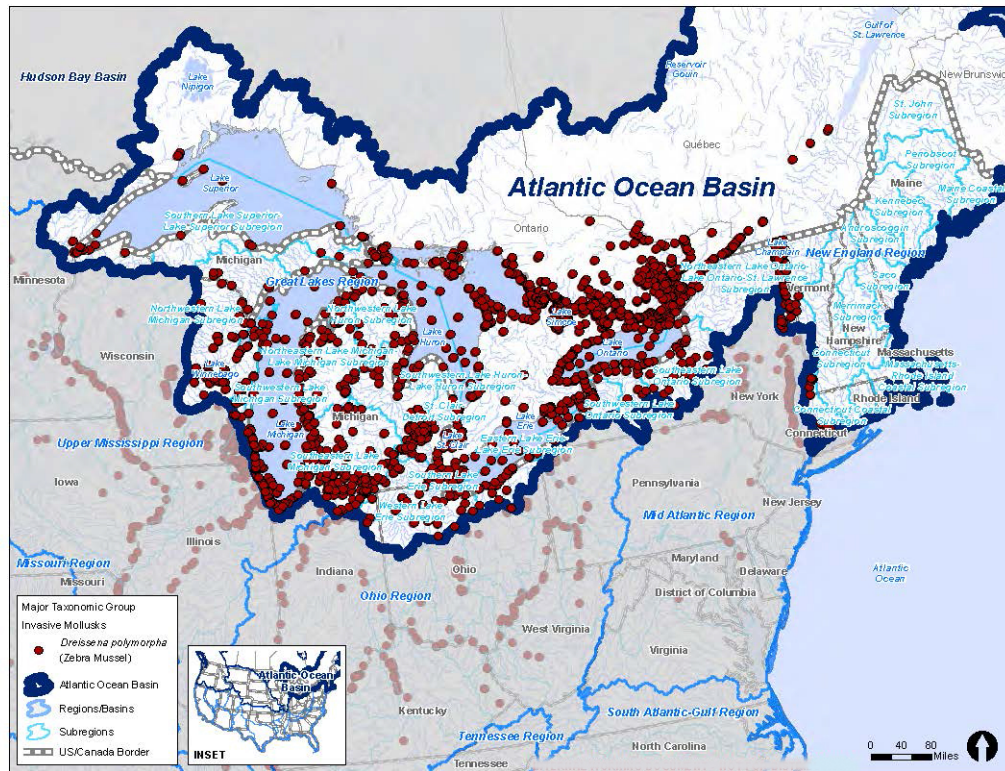 Gulf of
St. Lawrence
Reservoir
Gouin
New Brunswick
Hudson Bay Basin
Lake
Nipigon
St. John
Subregion
Québec
Penobscot
Subregion
Atlantic Ocean Basin
Maine
Maine Coastal
Subregion
Kennebec
Subregion
Lake
Superior
Southern Lake Superior-
Lake Superior Subregion
Ontario
Androscoggin
Subregion
Lake
Champlain
New England Region
Michigan
Minnesota
Great Lakes Region
Northeastern Lake Ontario-
Lake Ontario-St. Lawrence
Subregion
Vermont
Saco
Subregion
Merrimack
Subregion
Northwestern Lake
Michigan Subregion
Northwestern Lake
Huron Subregion
Lake
Huron
Lake
Simcoe
New
Hampshire
Wisconsin
Northeastern Lake Michigan-
Lake Michigan Subregion
Lake
Ontario
Connecticut
Subregion
Massachusetts
Massachusetts-
Rhode Island
Coastal Subregion
Lake
Winnebago
Southwestern Lake
Michigan Subregion
Southwestern Lake Huron-
Lake Huron Subregion
Southeastern Lake
Ontario Subregion
Michigan
St. Clair-
Detroit Subregion
Southwestern Lake
Ontario Subregion
New York
Rhode Island
Connecticut Coastal
Subregion
Connecticut
Lake
Michigan
Lake
St. Clair
Lake
Erie
Eastern Lake Erie-
Lake Erie Subregion
Upper Mississippi Region
Southeastern Lake
Michigan Subregion
Southern Lake
Erie Subregion
Iowa
Western Lake
Erie Subregion
Pennsylvania
New Jersey
Illinois
Mid Atlantic Region
Missouri Region
Missouri
Indiana
Ohio
Maryland
Delaware
Atlantic
Ocean
Ohio Region
District of Columbia
West Virginia
Virginia
Kentucky
South Atlantic-Gulf Region
Tennessee Region
North Carolina
Tennessee
Major Taxonomic Group
Invasive Mollusks
Dreissena polymorpha
(Zebra Mussel)
Atlantic Ocean Basin
Regions/Basins
Subregions
US/Canada Border
Atlantic Ocean
Basin
INSET
0 40 80
Miles